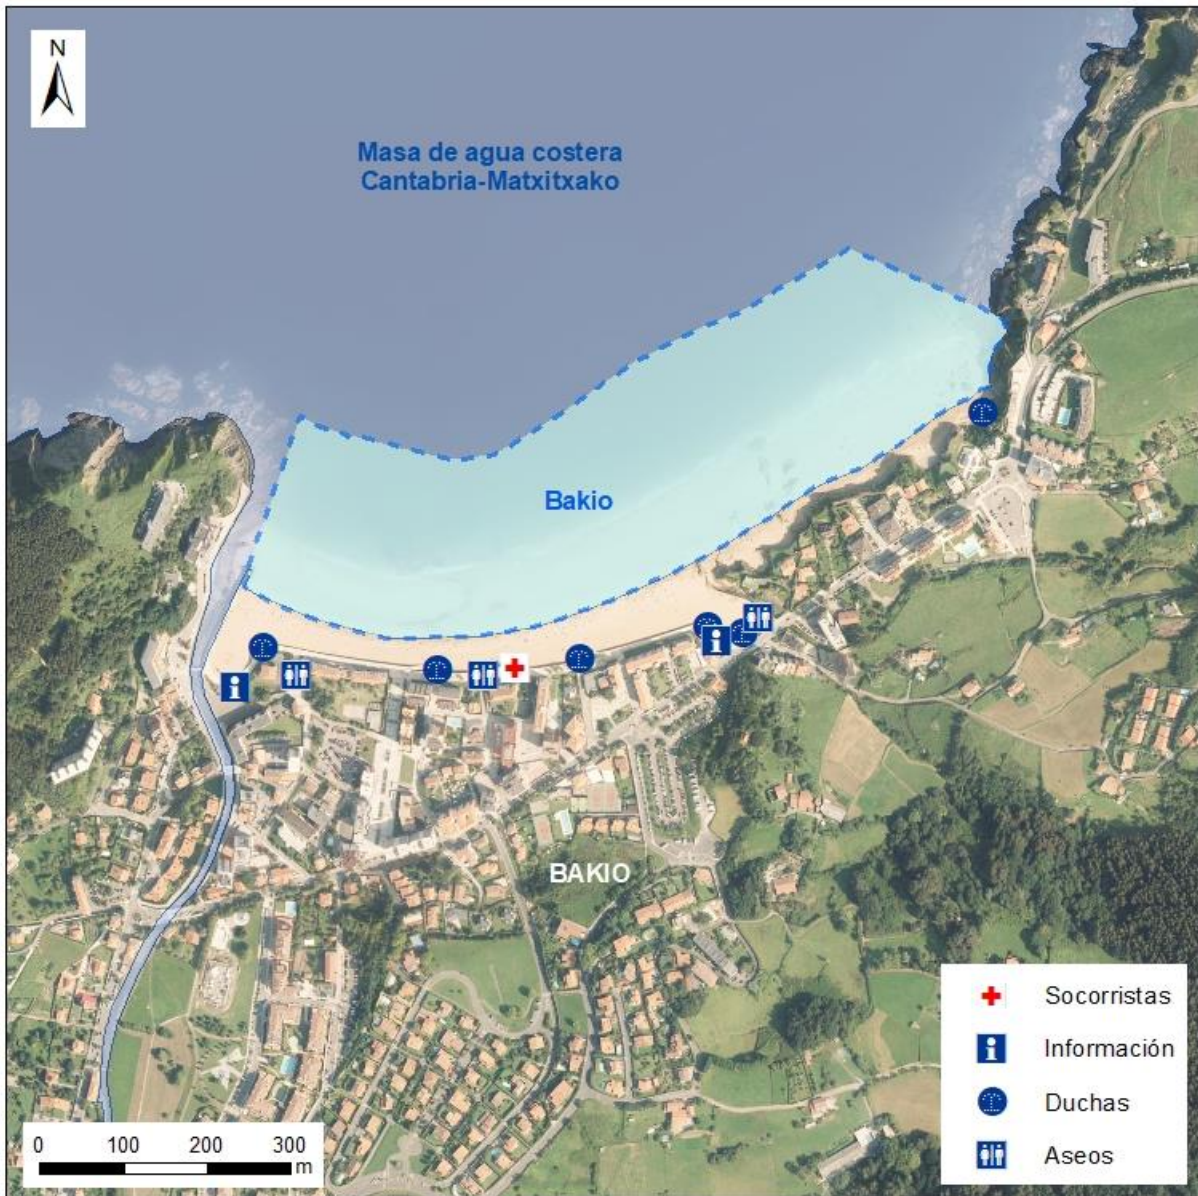 N
Masa de agua costera
Cantabria-Matxitxako
Bakio
BAKIO
Socorristas
Información
Duchas
Aseos
0 100 200 300
m